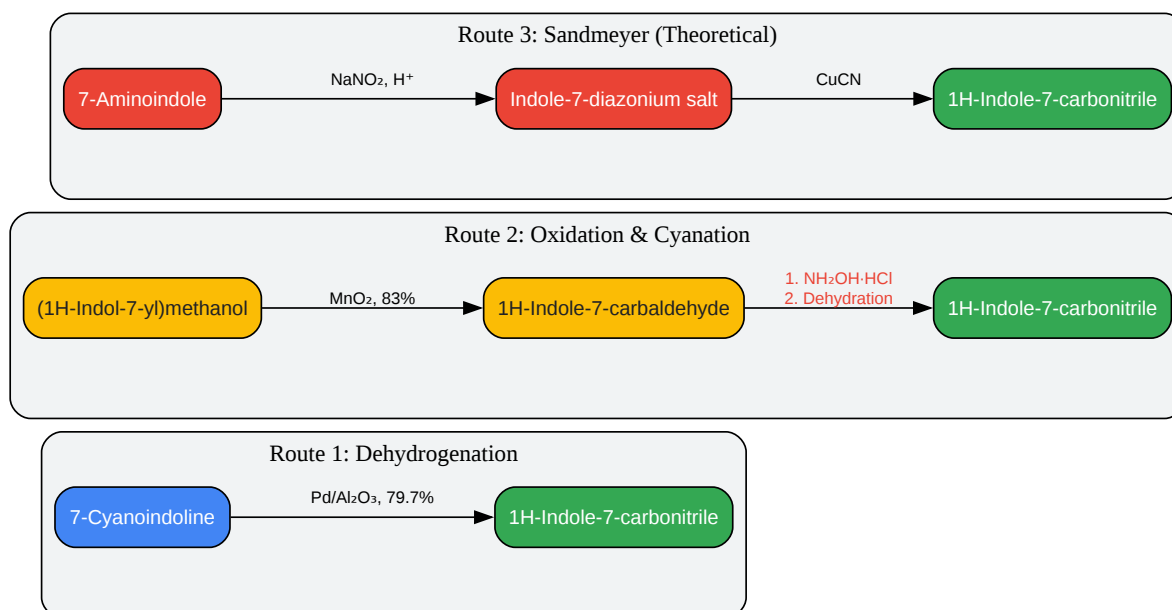 Route 3: Sandmeyer (Theoretical)
7-Aminoindole
NaNO₂, H⁺
Indole-7-diazonium salt
CuCN
1H-Indole-7-carbonitrile
Route 2: Oxidation & Cyanation
(1H-Indol-7-yl)methanol
MnO₂, 83%
1H-Indole-7-carbaldehyde
1. NH₂OH·HCl
2. Dehydration
1H-Indole-7-carbonitrile
Route 1: Dehydrogenation
7-Cyanoindoline
Pd/Al₂O₃, 79.7%
1H-Indole-7-carbonitrile